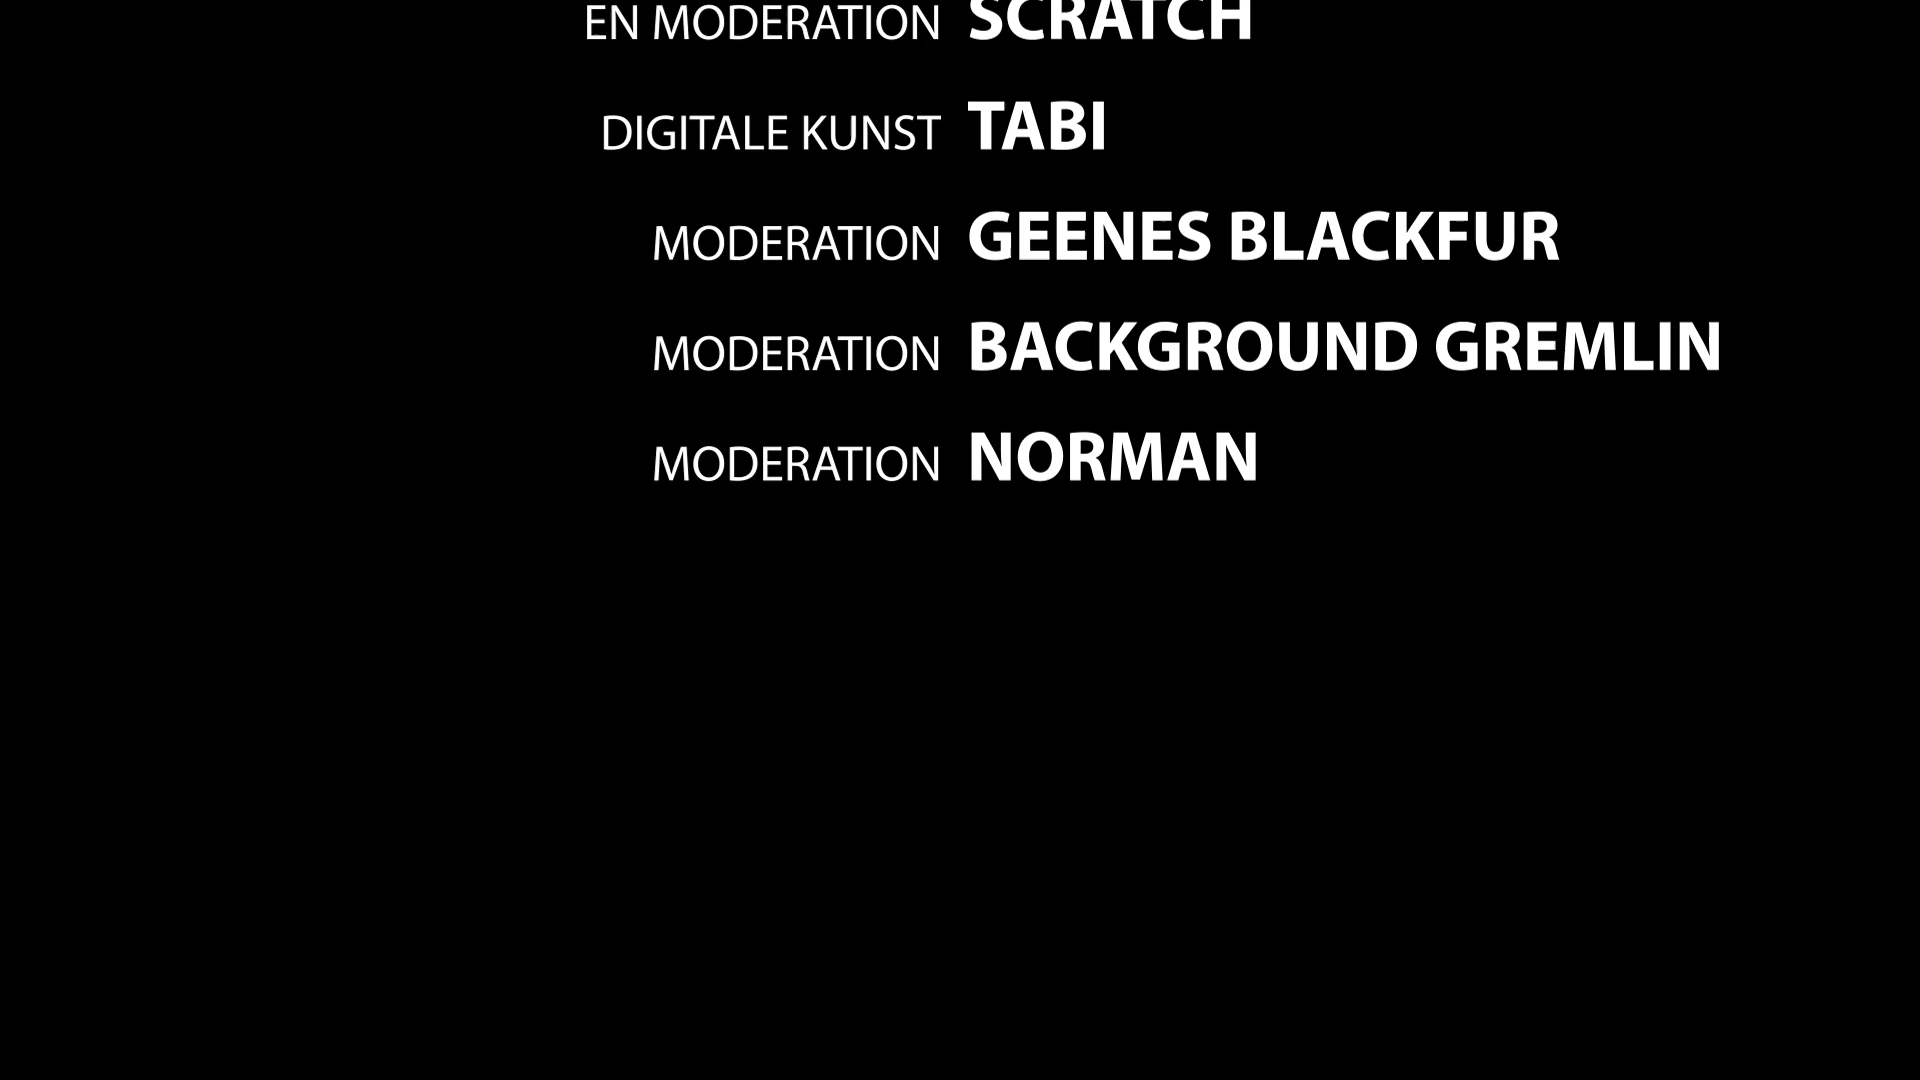 EN MODERATION SCRATCH
DIGITALE KUNST TABI
MODERATION GEENES BLACKFUR
MODERATION BACKGROUND GREMLIN
MODERATION NORMAN